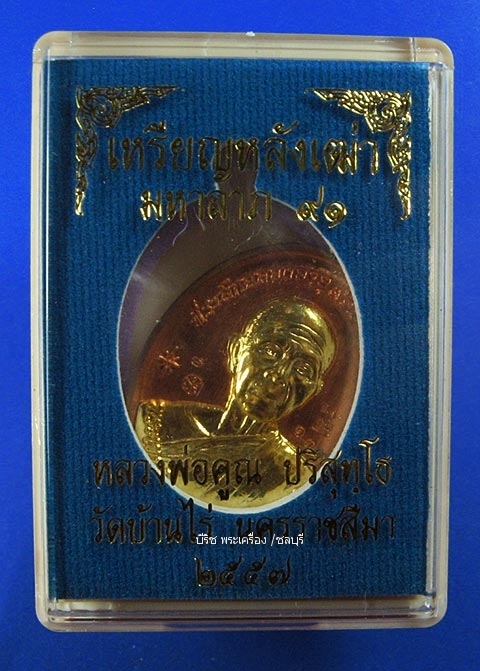 เหรียญหลังเฒ่า
มหาลาภ ๙๑
หลวงพ่อคูณ ปริสุทฺโธ
วัดบ้านไร่ นครราชสีมา
บีริช พระเครื่อง /ชลบุรี
๒๕๕๗